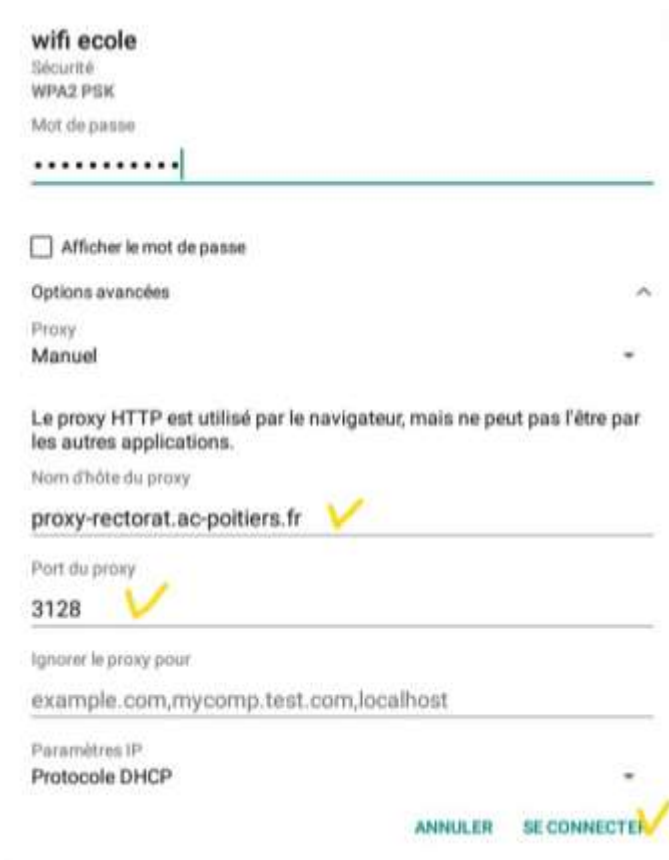 wifi ecole
Sécurité
WPA2 PSK
Mot de passe
•••••••••••
Afficher le mot de passe
Options avancées
Proxy
Manuel
Le proxy HTTP est utilisé par le navigateur, mais ne peut pas l'être par
les autres applications.
Nom d'hôte du proxy
proxy-rectorat.ac-poitiers.fr
Port du proxy
3128
Ignorer le proxy pour
example.com,mycomp.test.com,localhost
Paramètres IP
Protocole DHCP
ANNULER SE CONNECTER